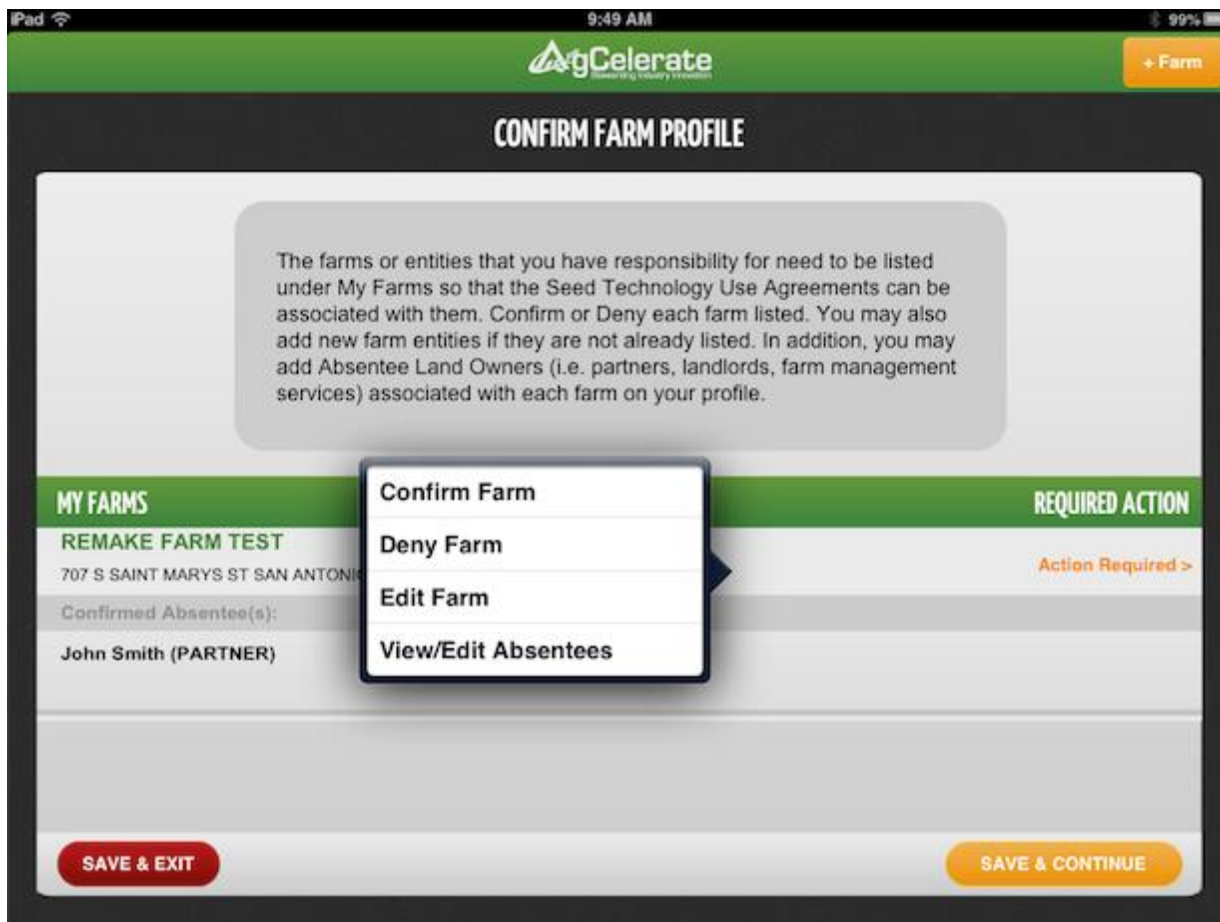 iPad 9:49 AM 99%
AgCelerate + Farm
CONFIRM FARM PROFILE
The farms or entities that you have responsibility for need to be listed
under My Farms so that the Seed Technology Use Agreements can be
associated with them. Confirm or Deny each farm listed. You may also
add new farm entities if they are not already listed. In addition, you may
add Absentee Land Owners (i.e. partners, landlords, farm management
services) associated with each farm on your profile.
MY FARMS REQUIRED ACTION
REMAKE FARM TEST
707 S SAINT MARYS ST SAN
Action Required >
Confirmed Absentee(s):
John Smith (PARTNER)
Confirm Farm
Deny Farm
Edit Farm
View/Edit Absentees
SAVE & EXIT SAVE & CONTINUE